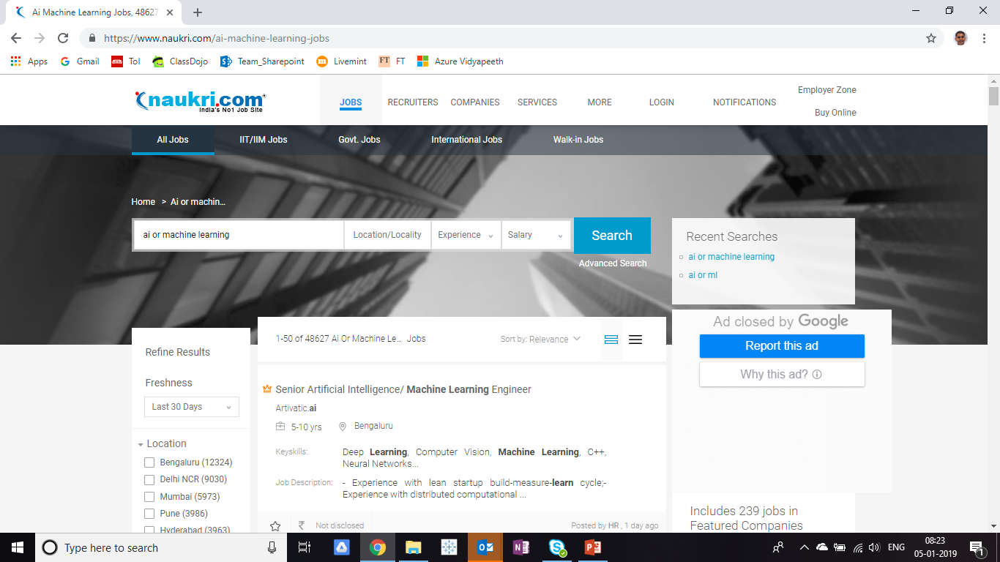 Ai Machine Learning Jobs, 48627
https://www.naukri.com/ai-machine-learning-jobs
Apps Gmail ToI ClassDojo Team_Sharepoint Livemint FT FT Azure Vidyapeeth
naukri.com
India's No1 Job Site
JOBS RECRUITERS COMPANIES SERVICES MORE LOGIN NOTIFICATIONS
Employer Zone
Buy Online
All Jobs IIT/IIM Jobs Govt. Jobs International Jobs Walk-in Jobs
Home > Ai or machin...
ai or machine learning Location/Locality Experience Salary Search
Advanced Search
Recent Searches
ai or machine learning
ai or ml
Ad closed by Google
Report this ad
Why this ad?
Includes 239 jobs in
Featured Companies
Refine Results
Freshness
Last 30 Days
Location
Bengaluru (12324)
Delhi NCR (9030)
Mumbai (5973)
Pune (3986)
Hyderabad (3963)
1-50 of 48627 Ai Or Machine Le... Jobs Sort by: Relevance
Senior Artificial Intelligence/ Machine Learning Engineer
Artivatic.ai
5-10 yrs Bengaluru
Keyskills: Deep Learning, Computer Vision, Machine Learning, C++,
Neural Networks...
Job Description: - Experience with lean startup build-measure-learn cycle;-
Experience with distributed computational ...
₹ Not disclosed Posted by HR , 1 day ago
Type here to search
ENG
08:23
05-01-2019
1